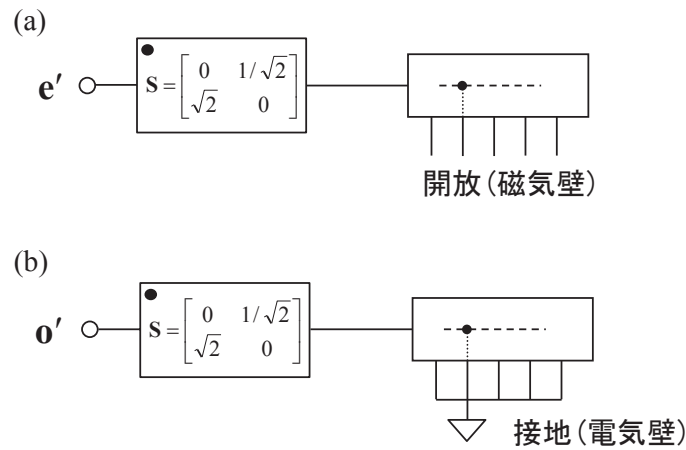 (a)
e′
S = [0 1/√2
√2 0]
開放(磁気壁)
(b)
o′
S = [0 1/√2
√2 0]
接地(電気壁)